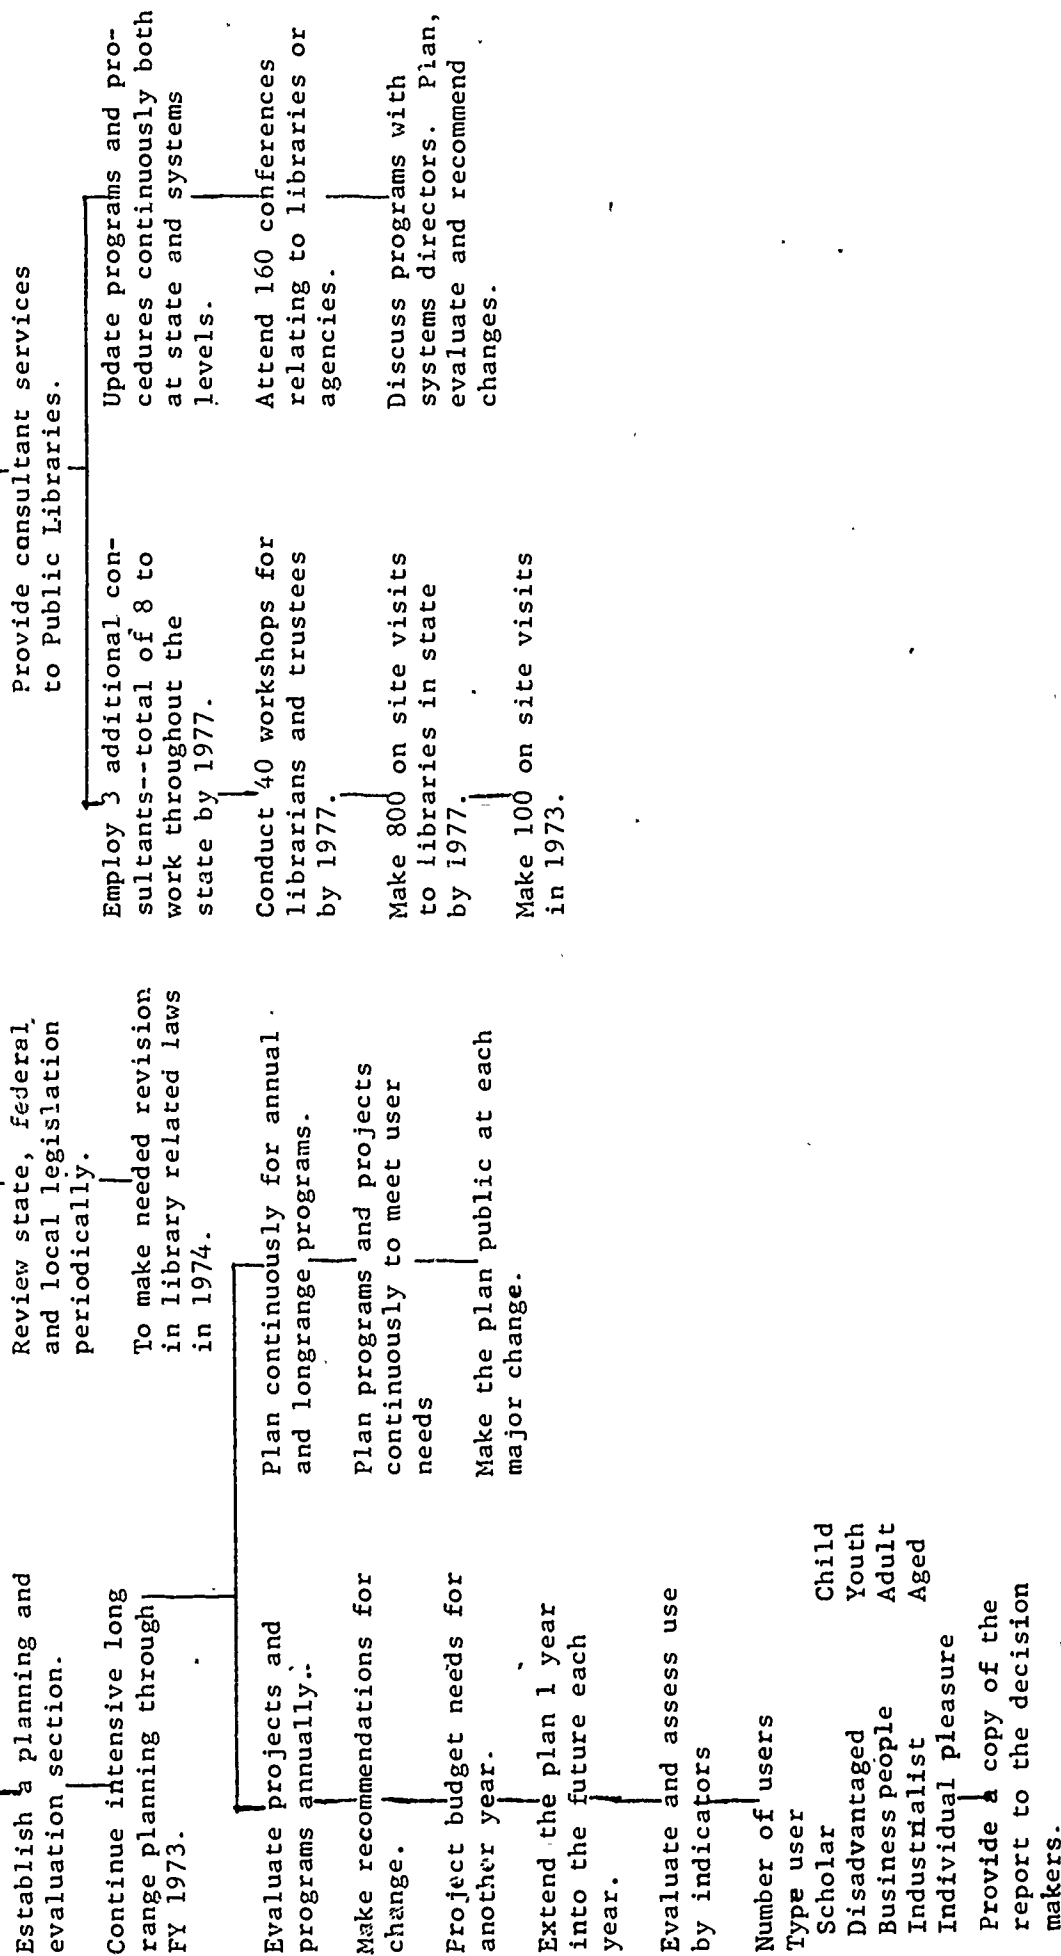 Establish a planning and
evaluation section.
Continue intensive long
range planning through
FY 1973.
Evaluate projects and
programs annually.
Make recommendations for
change.
Project budget needs for
another year.
Extend the plan 1 year
into the future each
year.
Evaluate and assess use
by indicators
Number of users
Type user
Scholar Child
Disadvantaged Youth
Business people Adult
Industrialist Aged
Individual pleasure
Provide a copy of the
report to the decision
makers.
Review state, federal,
and local legislation
periodically.
To make needed revision
in library related laws
in 1974.
Plan continuously for annual
and longrange programs.
Plan programs and projects
continuously to meet user
needs
Make the plan public at each
major change.
Provide consultant services
to Public Libraries.
Employ 3 additional con-
sultants--total of 8 to
work throughout the
state by 1977.
Conduct 40 workshops for
librarians and trustees
by 1977.
Make 800 on site visits
to libraries in state
by 1977.
Make 100 on site visits
in 1973.
Update programs and pro-
cedures continuously both
at state and systems
levels.
Attend 160 conferences
relating to libraries or
agencies.
Discuss programs with
systems directors. Plan,
evaluate and recommend
changes.